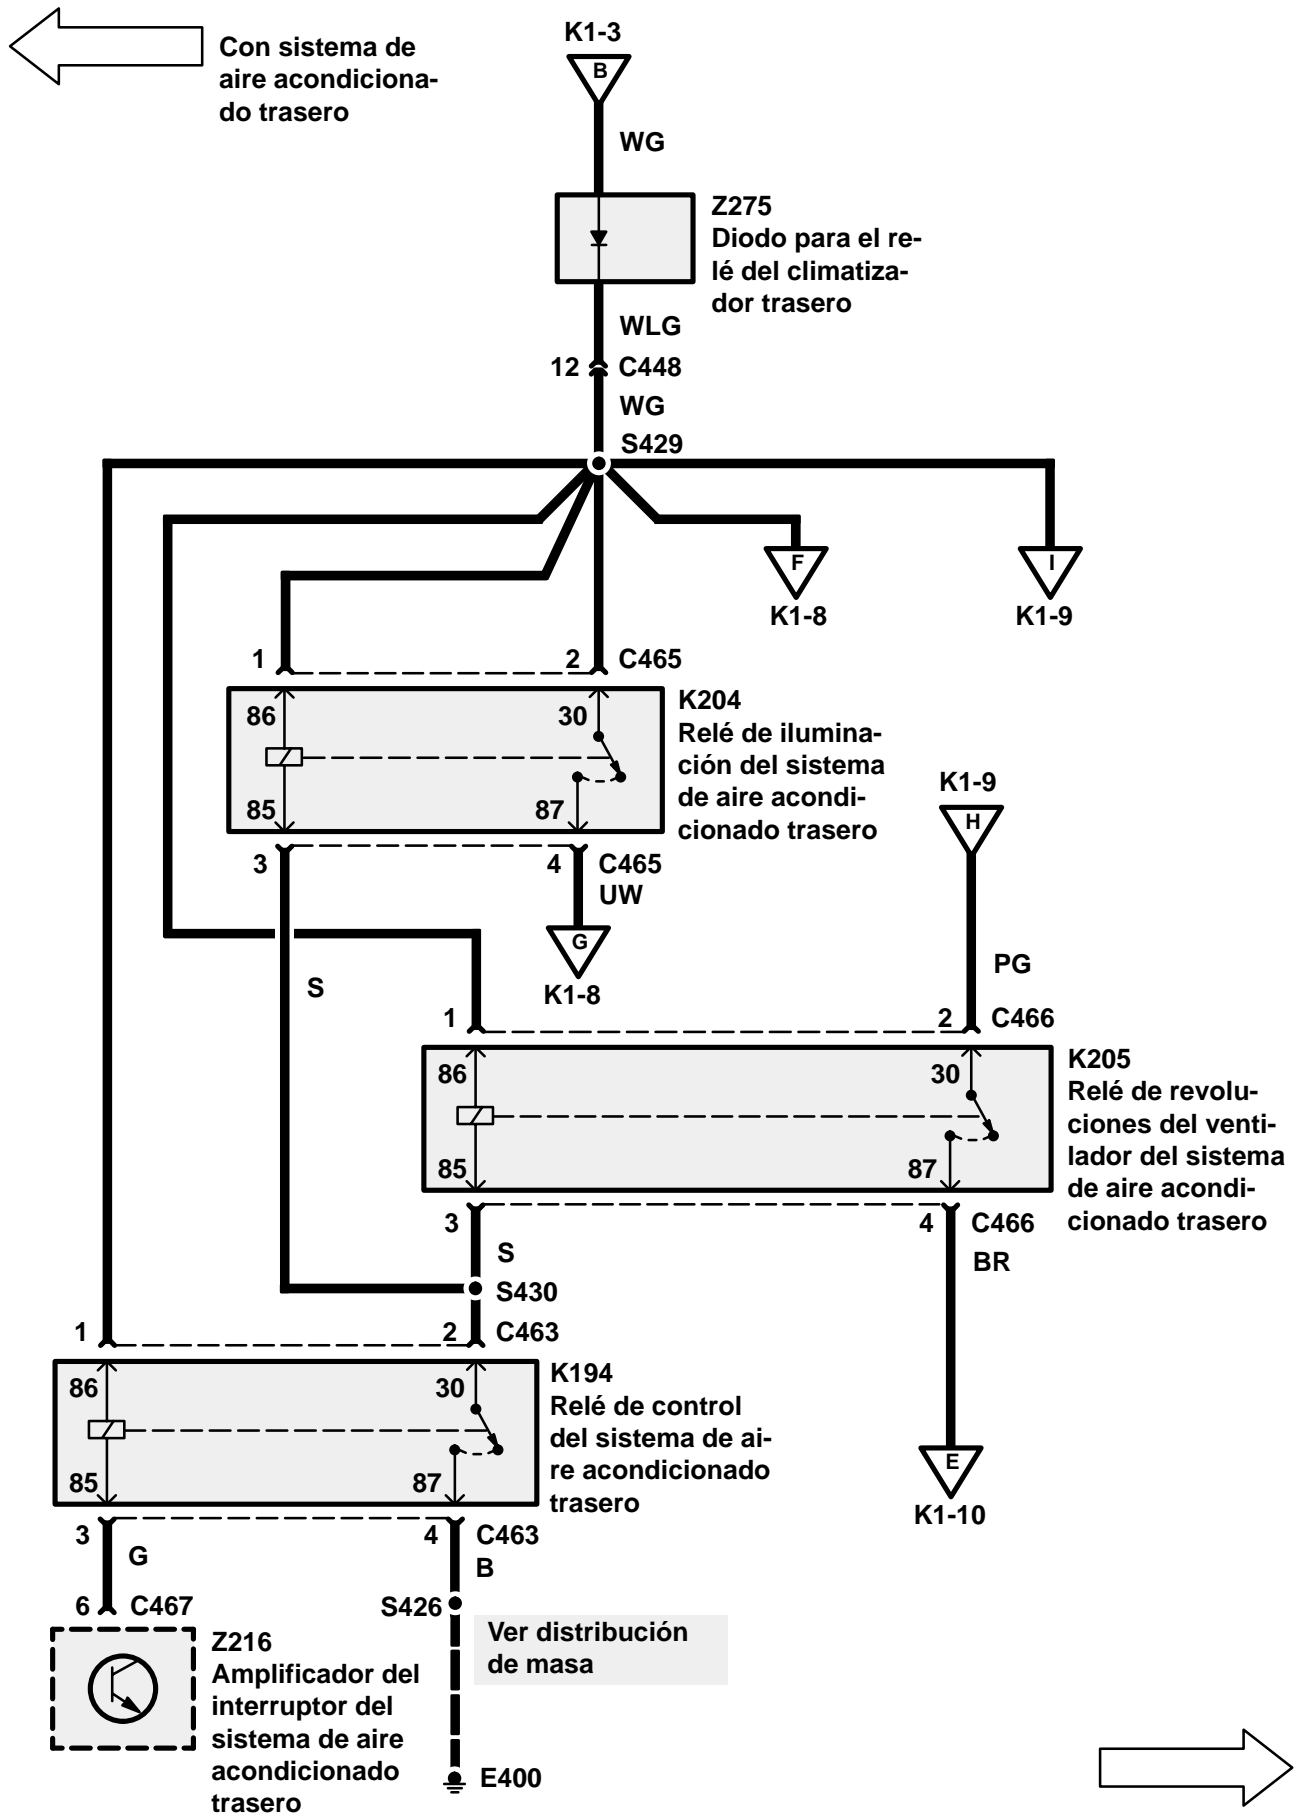 Con sistema de
aire acondiciona-
do trasero
K1-3
B
WG
Z275
Diodo para el re-
lé del climatiza-
dor trasero
WLG
12
C448
WG
S429
F
K1-8
I
K1-9
1
2
C465
86
30
85
87
K204
Relé de ilumina-
ción del sistema
de aire acondi-
cionado trasero
3
4
C465
UW
G
K1-8
S
K1-9
H
PG
1
2
C466
86
30
85
87
K205
Relé de revolu-
ciones del venti-
lador del sistema
de aire acondi-
cionado trasero
3
4
C466
S
BR
S430
E
K1-10
1
2
C463
86
30
85
87
K194
Relé de control
del sistema de ai-
re acondicionado
trasero
3
4
C463
G
B
6
C467
S426
Ver distribución
de masa
Z216
Amplificador del
interruptor del
sistema de aire
acondicionado
trasero
E400